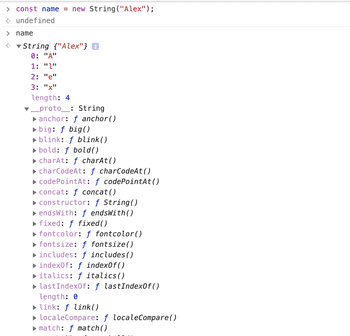 > const name = new String("Alex");
< undefined
> name
< ▼String {"Alex"} i
0: "A"
1: "l"
2: "e"
3: "x"
length: 4
▼__proto__: String
▶anchor: ƒ anchor()
▶big: ƒ big()
▶blink: ƒ blink()
▶bold: ƒ bold()
▶charAt: ƒ charAt()
▶charCodeAt: ƒ charCodeAt()
▶codePointAt: ƒ codePointAt()
▶concat: ƒ concat()
▶constructor: ƒ String()
▶endsWith: ƒ endsWith()
▶fixed: ƒ fixed()
▶fontcolor: ƒ fontcolor()
▶fontsize: ƒ fontsize()
▶includes: ƒ includes()
▶indexOf: ƒ indexOf()
▶italics: ƒ italics()
▶lastIndexOf: ƒ lastIndexOf()
length: 0
▶link: ƒ link()
▶localeCompare: ƒ localeCompare()
▶match: ƒ match()